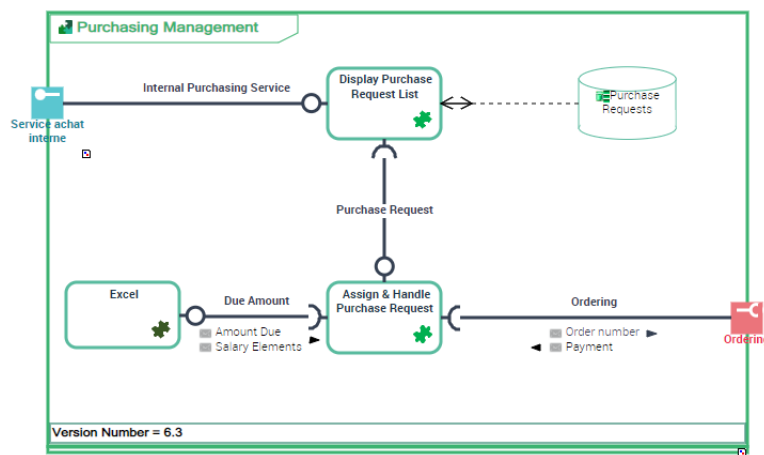 Purchasing Management
Internal Purchasing Service
Display Purchase
Request List
Purchase
Requests
Service achat
interne
Purchase Request
Excel
Due Amount
Amount Due
Salary Elements
Assign & Handle
Purchase Request
Ordering
Order number
Payment
Ordering
Version Number = 6.3